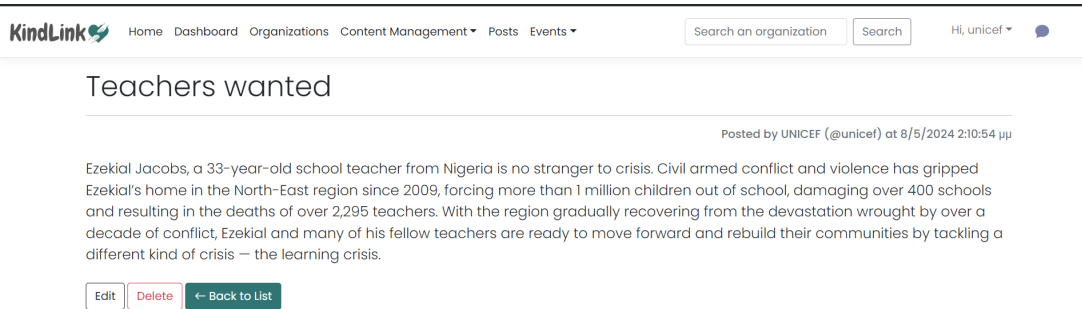 KindLink Home Dashboard Organizations Content Management Posts Events Search an organization Search Hi, unicef
Teachers wanted
Posted by UNICEF (@unicef) at 8/5/2024 2:10:54 μμ
Ezekial Jacobs, a 33-year-old school teacher from Nigeria is no stranger to crisis. Civil armed conflict and violence has gripped
Ezekial's home in the North-East region since 2009, forcing more than 1 million children out of school, damaging over 400 schools
and resulting in the deaths of over 2,295 teachers. With the region gradually recovering from the devastation wrought by over a
decade of conflict, Ezekial and many of his fellow teachers are ready to move forward and rebuild their communities by tackling a
different kind of crisis — the learning crisis.
Edit Delete ← Back to List